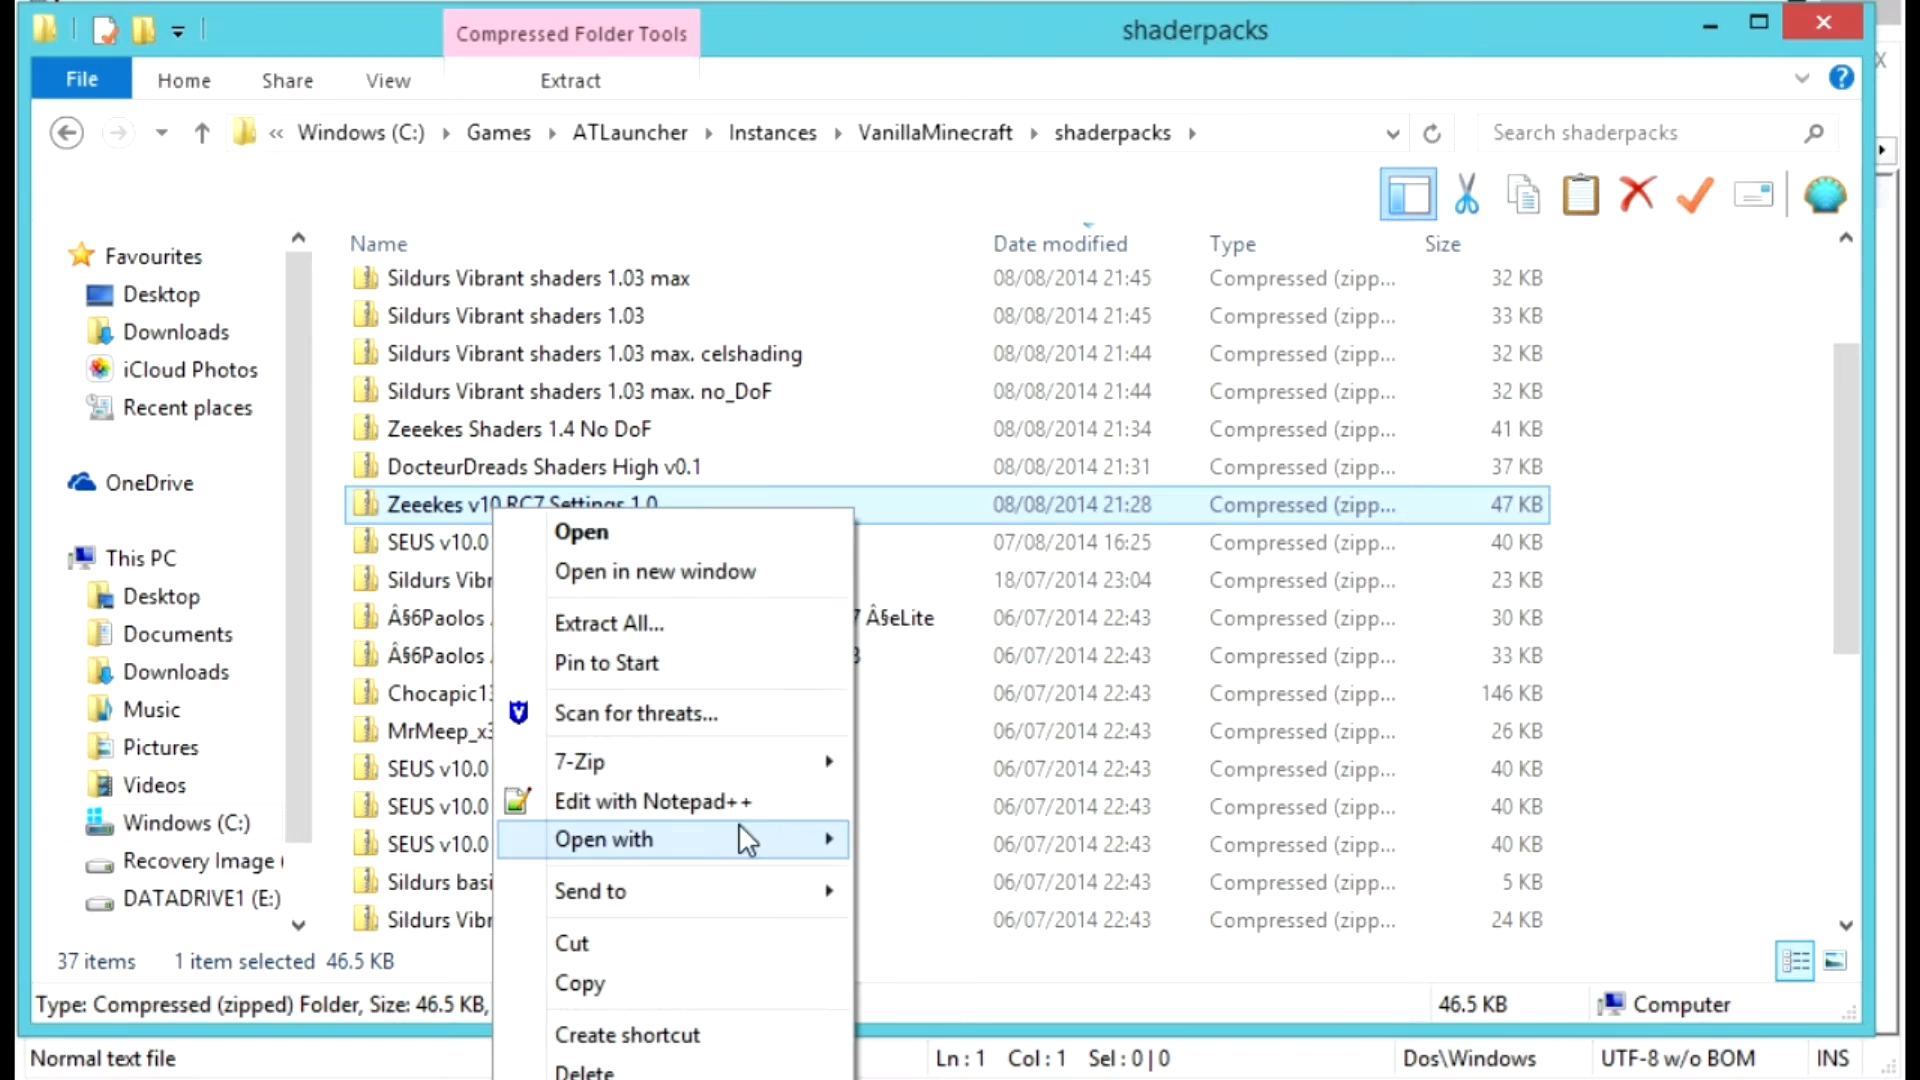 Compressed Folder Tools
shaderpacks
File
Home
Share
View
Extract
« Windows (C:) Games ATLauncher Instances VanillaMinecraft shaderpacks
Search shaderpacks
Name Date modified Type Size
Favourites
Desktop
Downloads
iCloud Photos
Recent places
OneDrive
This PC
Desktop
Documents
Downloads
Music
Pictures
Videos
Windows (C:)
Recovery Image
DATADRIVE1 (E:)
Sildurs Vibrant shaders 1.03 max 08/08/2014 21:45 Compressed (zipp... 32 KB
Sildurs Vibrant shaders 1.03 08/08/2014 21:45 Compressed (zipp... 33 KB
Sildurs Vibrant shaders 1.03 max. celshading 08/08/2014 21:44 Compressed (zipp... 32 KB
Sildurs Vibrant shaders 1.03 max. no_DoF 08/08/2014 21:44 Compressed (zipp... 32 KB
Zeeekes Shaders 1.4 No DoF 08/08/2014 21:34 Compressed (zipp... 41 KB
DocteurDreads Shaders High v0.1 08/08/2014 21:31 Compressed (zipp... 37 KB
Zeeekes v10 RC7 Settings 1.0 08/08/2014 21:28 Compressed (zipp... 47 KB
SEUS v10.0 07/08/2014 16:25 Compressed (zipp... 40 KB
Sildurs Vibr 18/07/2014 23:04 Compressed (zipp... 23 KB
Â§6Paolos 7 Â§eLite 06/07/2014 22:43 Compressed (zipp... 30 KB
Â§6Paolos 06/07/2014 22:43 Compressed (zipp... 33 KB
Chocapic13 06/07/2014 22:43 Compressed (zipp... 146 KB
MrMeep_x3 06/07/2014 22:43 Compressed (zipp... 26 KB
SEUS v10.0 06/07/2014 22:43 Compressed (zipp... 40 KB
SEUS v10.0 06/07/2014 22:43 Compressed (zipp... 40 KB
SEUS v10.0 06/07/2014 22:43 Compressed (zipp... 40 KB
Sildurs basi 06/07/2014 22:43 Compressed (zipp... 5 KB
Sildurs Vibr 06/07/2014 22:43 Compressed (zipp... 24 KB
Open
Open in new window
Extract All...
Pin to Start
Scan for threats...
7-Zip
Edit with Notepad++
Open with
Send to
Cut
Copy
Create shortcut
Delete
37 items 1 item selected 46.5 KB
Type: Compressed (zipped) Folder, Size: 46.5 KB, 46.5 KB Computer
Normal text file Ln : 1 Col : 1 Sel : 0 | 0 Dos\Windows UTF-8 w/o BOM INS